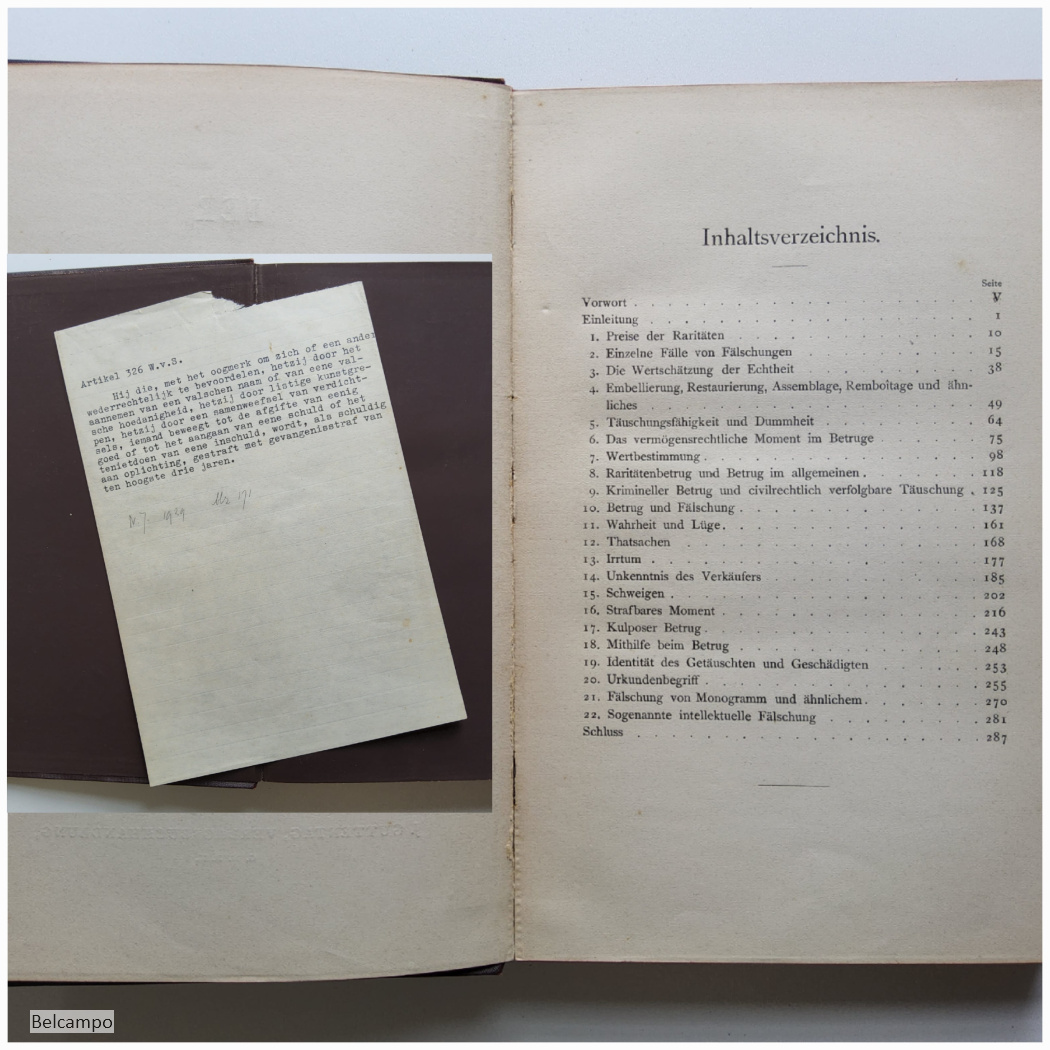 Artikel 326 W.v.S.
Hij die, met het oogmerk om zich of een ander
wederrechtelijk te bevoordelen, hetzij door het
aannemen van een valschen naam of van eene val-
sche hoedanigheid, hetzij door listige kunstgre-
pen, hetzij door een samenweefsel van verdicht-
sels, iemand beweegt tot de afgifte van eenig
goed of tot het aangaan van eene schuld of het
tenietdoen van eene inschuld, wordt, als schuldig
aan oplichting, gestraft met gevangenisstraf van
ten hoogste drie jaren.
1929
Inhaltsverzeichnis.
Seite
Vorwort . . . V
Einleitung . . . 1
1. Preise der Raritäten . . . 10
2. Einzelne Fälle von Fälschungen . . . 15
3. Die Wertschätzung der Echtheit . . . 38
4. Embellierung, Restaurierung, Assemblage, Remboitage und ähn-
liches . . . 49
5. Täuschungsfähigkeit und Dummheit . . . 64
6. Das vermögensrechtliche Moment im Betruge . . . 75
7. Wertbestimmung . . . 98
8. Raritätenbetrug und Betrug im allgemeinen . . . 118
9. Krimineller Betrug und civilrechtlich verfolgbare Täuschung . 125
10. Betrug und Fälschung . . . 137
11. Wahrheit und Lüge . . . 161
12. Thatsachen . . . 168
13. Irrtum . . . 177
14. Unkenntnis des Verkäufers . . . 185
15. Schweigen . . . 202
16. Strafbares Moment . . . 216
17. Kulposer Betrug . . . 243
18. Mithilfe beim Betrug . . . 248
19. Identität des Getäuschten und Geschädigten . . . 253
20. Urkundenbegriff . . . 255
21. Fälschung von Monogramm und ähnlichem . . . 270
22. Sogenannte intellektuelle Fälschung . . . 281
Schluss . . . 287
Belcampo